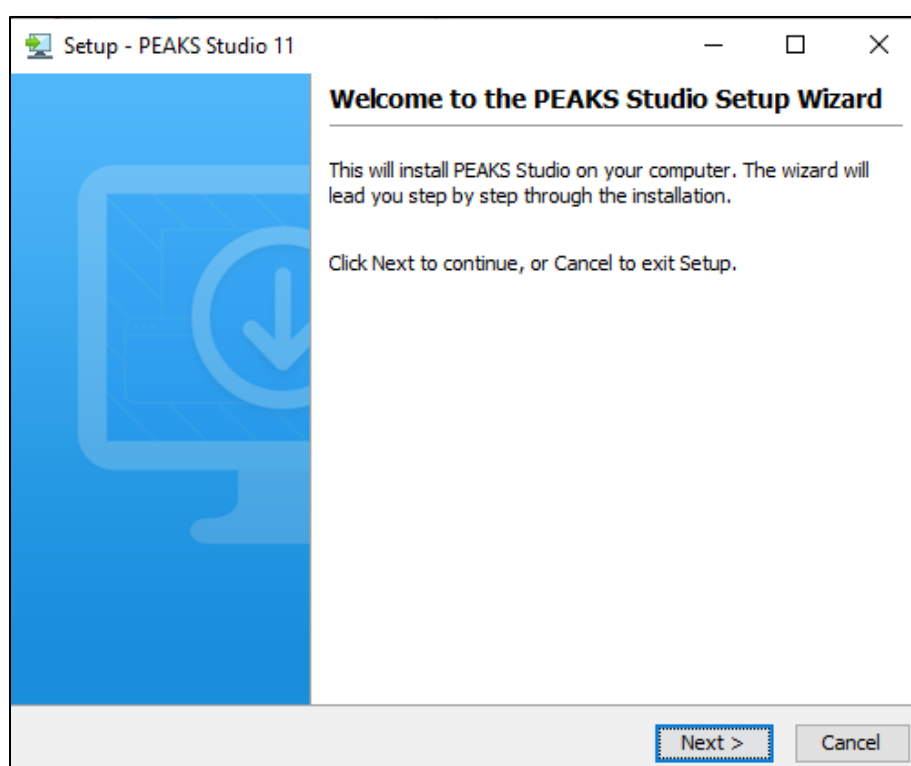 Setup - PEAKS Studio 11
Welcome to the PEAKS Studio Setup Wizard
This will install PEAKS Studio on your computer. The wizard will
lead you step by step through the installation.
Click Next to continue, or Cancel to exit Setup.
Next >
Cancel